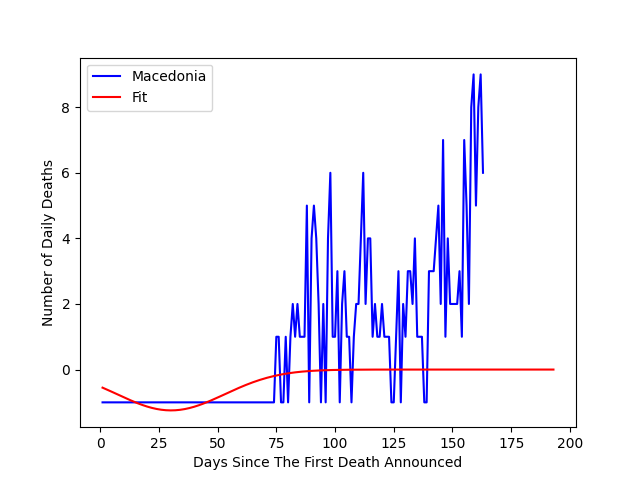 Macedonia
Fit
Number of Daily Deaths
8
6
4
2
0
0 25 50 75 100 125 150 175 200
Days Since The First Death Announced